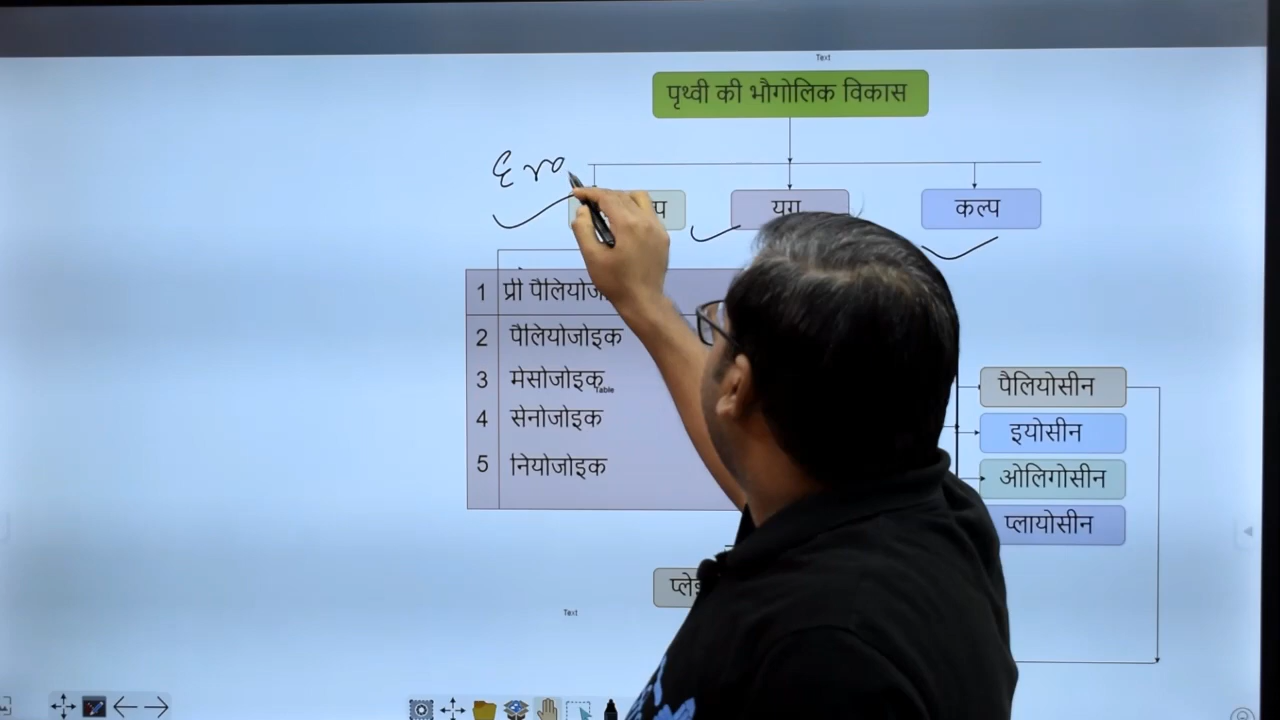 Text
पृथ्वी की भौगोलिक विकास
Era
युग
कल्प
1 प्री
2 पैलियोजोइक
3 मेसोजोइक
Table
4 सेनोजोइक
5 नियोजोइक
पैलियोसीन
इयोसीन
ओलिगोसीन
प्लायोसीन
Text